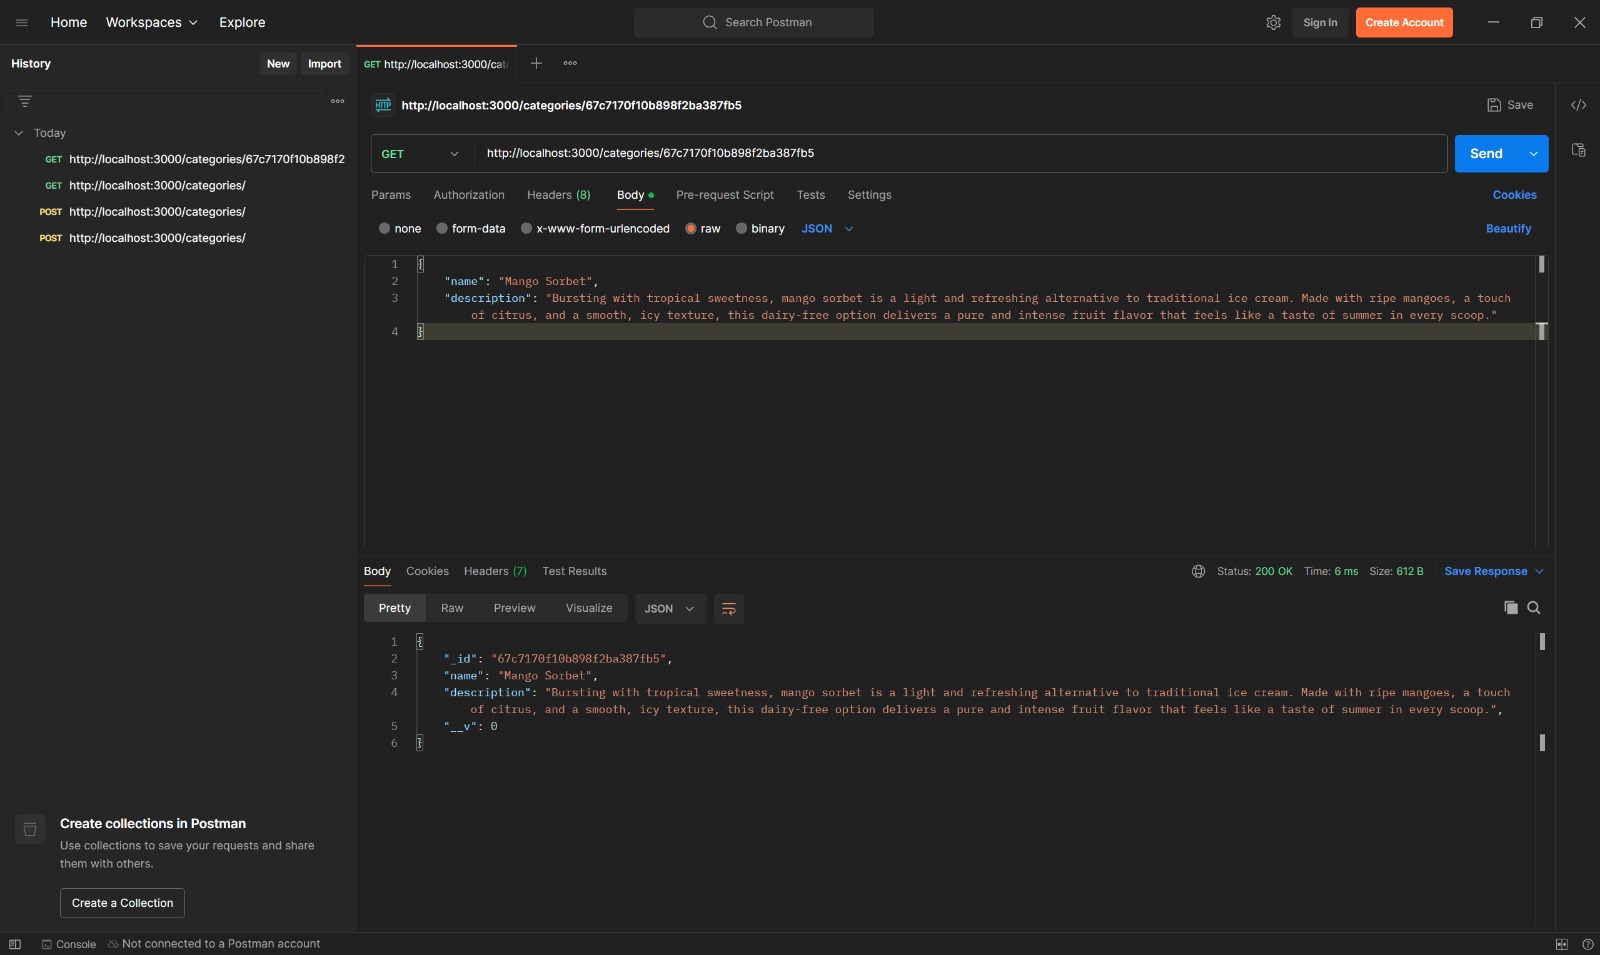 Home Workspaces Explore Search Postman Sign In Create Account
History New Import
GET http://localhost:3000/cat
HTTP http://localhost:3000/categories/67c7170f10b898f2ba387fb5 Save
Today
GET http://localhost:3000/categories/67c7170f10b898f2
GET http://localhost:3000/categories/
POST http://localhost:3000/categories/
POST http://localhost:3000/categories/
GET http://localhost:3000/categories/67c7170f10b898f2ba387fb5 Send
Params Authorization Headers (8) Body Pre-request Script Tests Settings Cookies
none form-data x-www-form-urlencoded raw binary JSON Beautify
1 {
2 "name": "Mango Sorbet",
3 "description": "Bursting with tropical sweetness, mango sorbet is a light and refreshing alternative to traditional ice cream. Made with ripe mangoes, a touch
of citrus, and a smooth, icy texture, this dairy-free option delivers a pure and intense fruit flavor that feels like a taste of summer in every scoop."
4 }
Body Cookies Headers (7) Test Results Status: 200 OK Time: 6 ms Size: 612 B Save Response
Pretty Raw Preview Visualize JSON
1 {
2 "_id": "67c7170f10b898f2ba387fb5",
3 "name": "Mango Sorbet",
4 "description": "Bursting with tropical sweetness, mango sorbet is a light and refreshing alternative to traditional ice cream. Made with ripe mangoes, a touch
of citrus, and a smooth, icy texture, this dairy-free option delivers a pure and intense fruit flavor that feels like a taste of summer in every scoop.",
5 "__v": 0
6 }
Create collections in Postman
Use collections to save your requests and share
them with others.
Create a Collection
Console Not connected to a Postman account